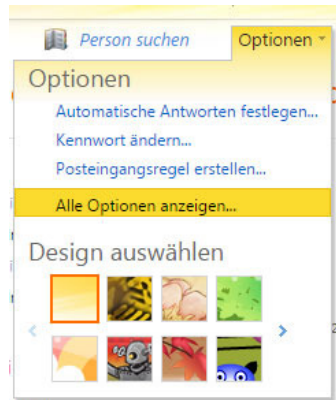 Person suchen Optionen
Optionen
Automatische Antworten festlegen...
Kennwort ändern...
Posteingangsregel erstellen...
Alle Optionen anzeigen...
Design auswählen